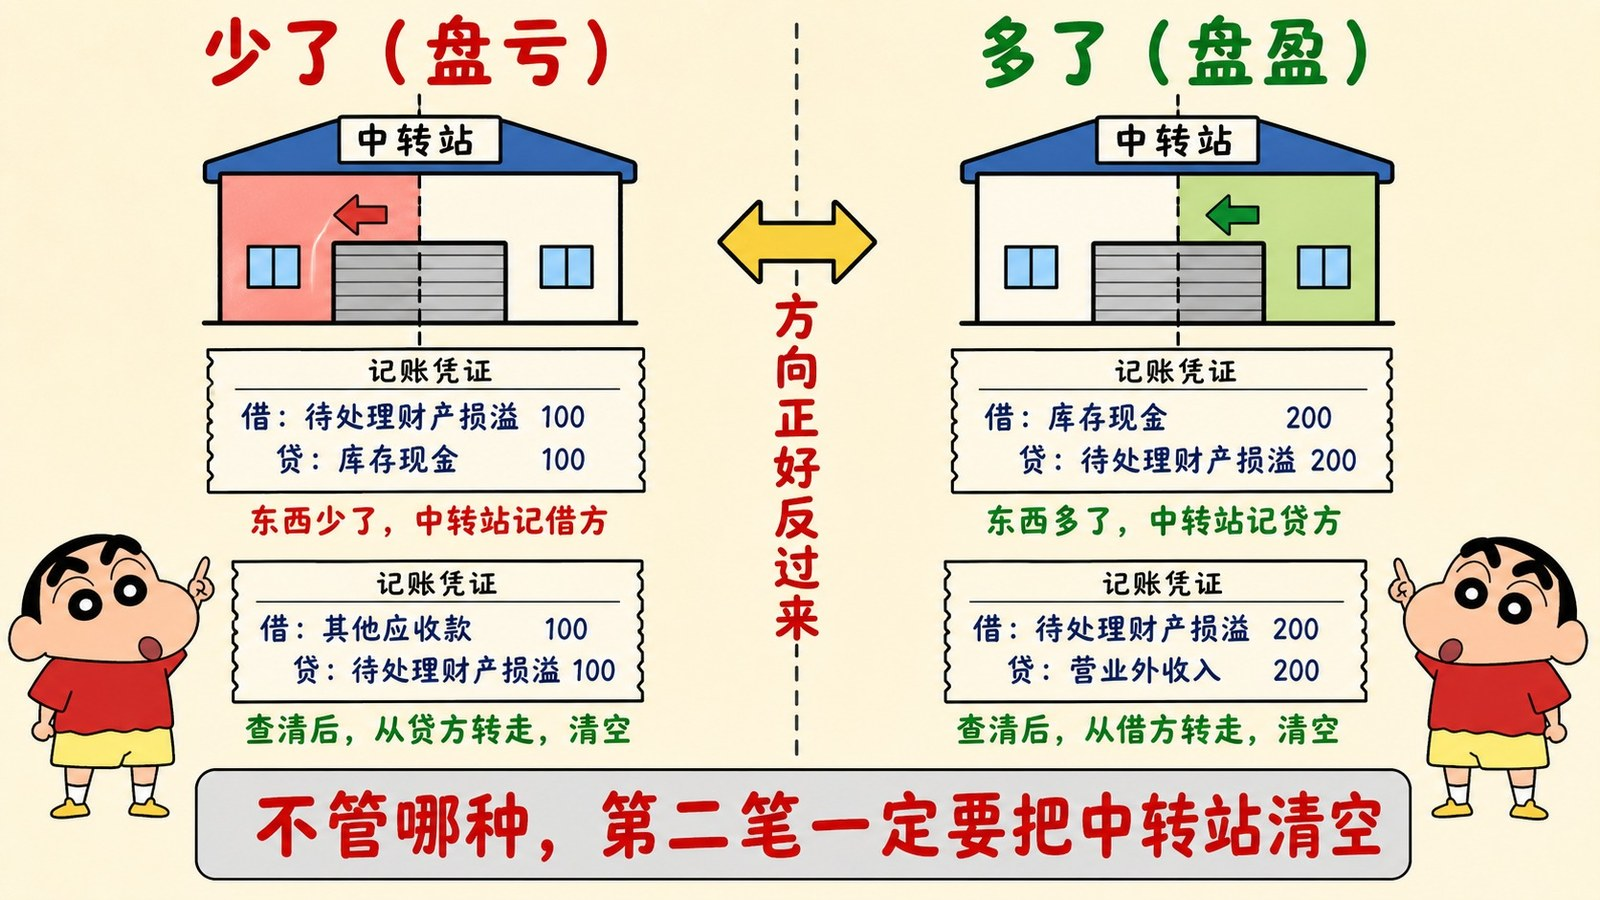 少了（盘亏）
中转站
记账凭证
借：待处理财产损溢 100
贷：库存现金 100
东西少了，中转站记借方
记账凭证
借：其他应收款 100
贷：待处理财产损溢 100
查清后，从贷方转走，清空
方向正好反过来
多了（盘盈）
中转站
记账凭证
借：库存现金 200
贷：待处理财产损溢 200
东西多了，中转站记贷方
记账凭证
借：待处理财产损溢 200
贷：营业外收入 200
查清后，从借方转走，清空
不管哪种，第二笔一定要把中转站清空